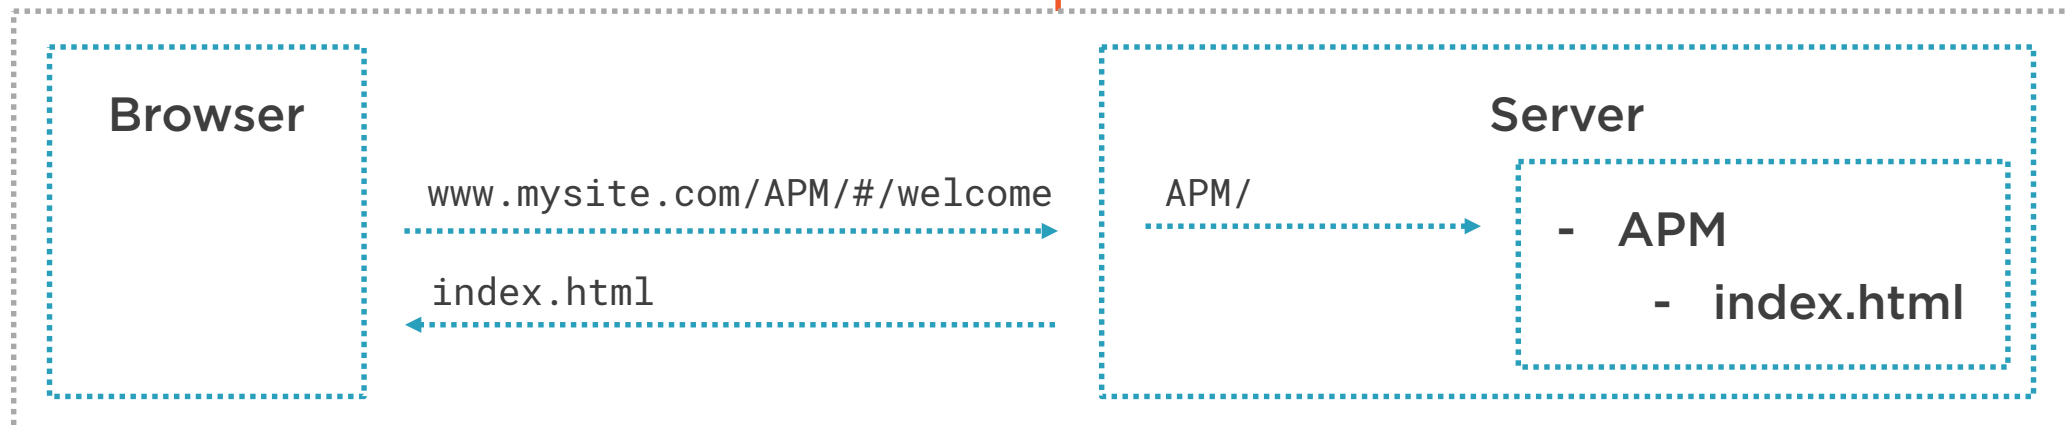 Browser
Server
www.mysite.com/APM/#/welcome
APM/
- APM
index.html
- index.html